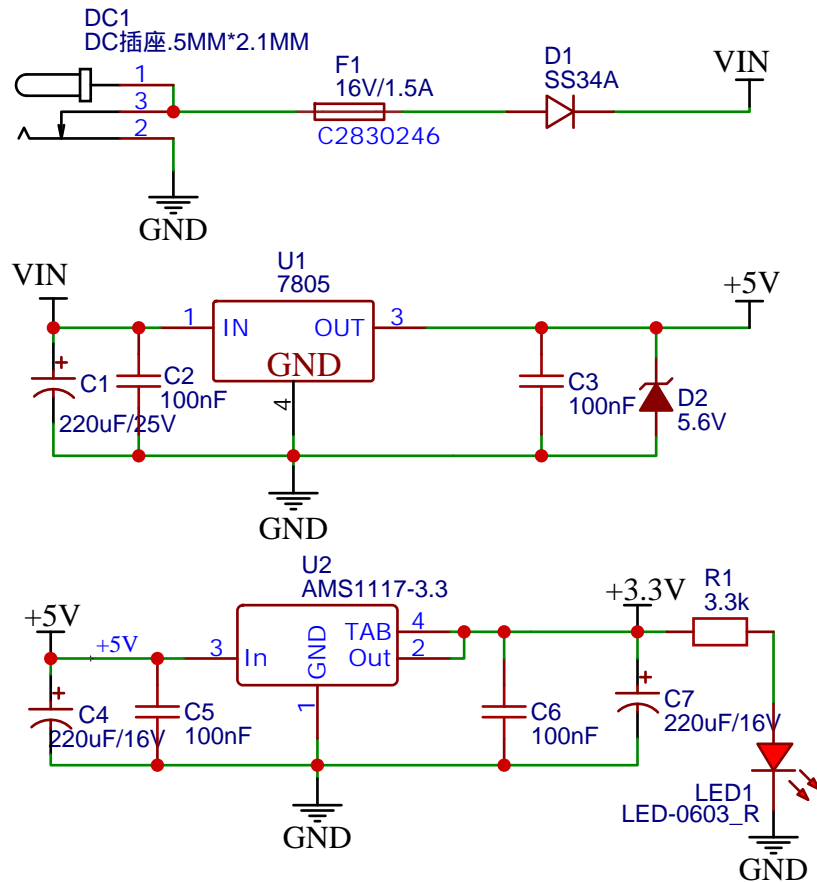 DC1
DC插座.5MM*2.1MM
1
3
2
GND
F1
16V/1.5A
C2830246
D1
SS34A
VIN
VIN
U1
7805
1
IN
OUT
3
GND
4
+5V
+
C1
220uF/25V
C2
100nF
C3
100nF
D2
5.6V
GND
U2
AMS1117-3.3
+5V
+5V
3
In
GND
TAB
4
Out
2
1
+3.3V
R1
3.3k
+
C4
220uF/16V
C5
100nF
C6
100nF
+
C7
220uF/16V
LED1
LED-0603_R
GND
GND